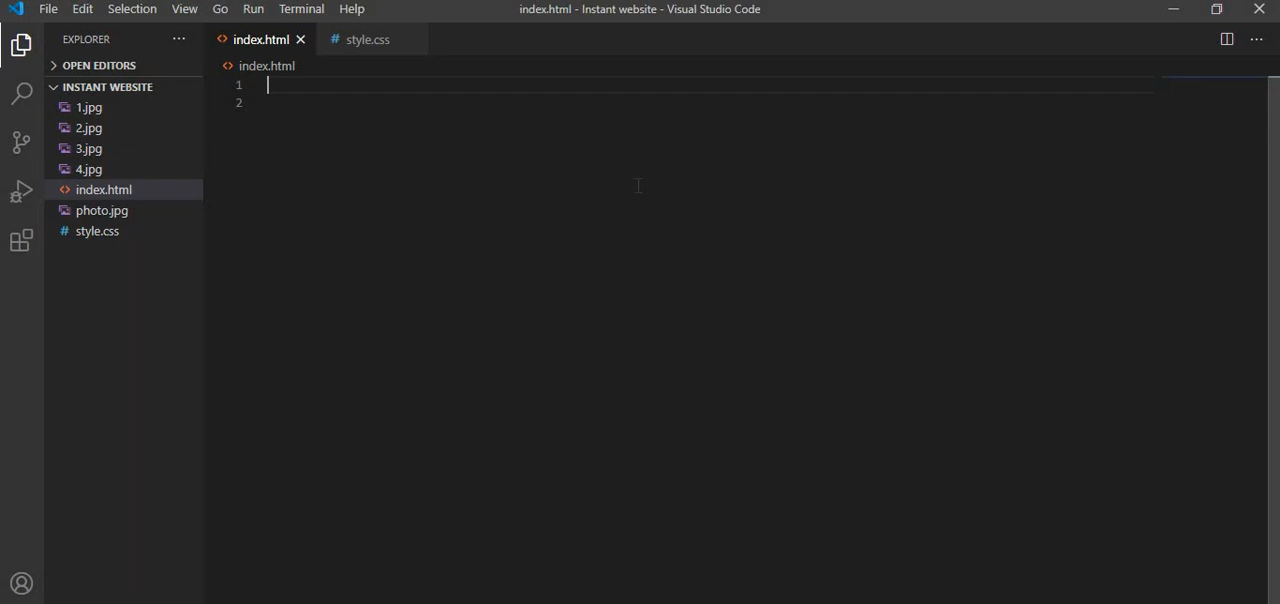 File Edit Selection View Go Run Terminal Help index.html - Instant website - Visual Studio Code
EXPLORER ··· index.html style.css ···
OPEN EDITORS index.html
INSTANT WEBSITE 1
1.jpg 2
2.jpg
3.jpg
4.jpg
index.html
photo.jpg
# style.css